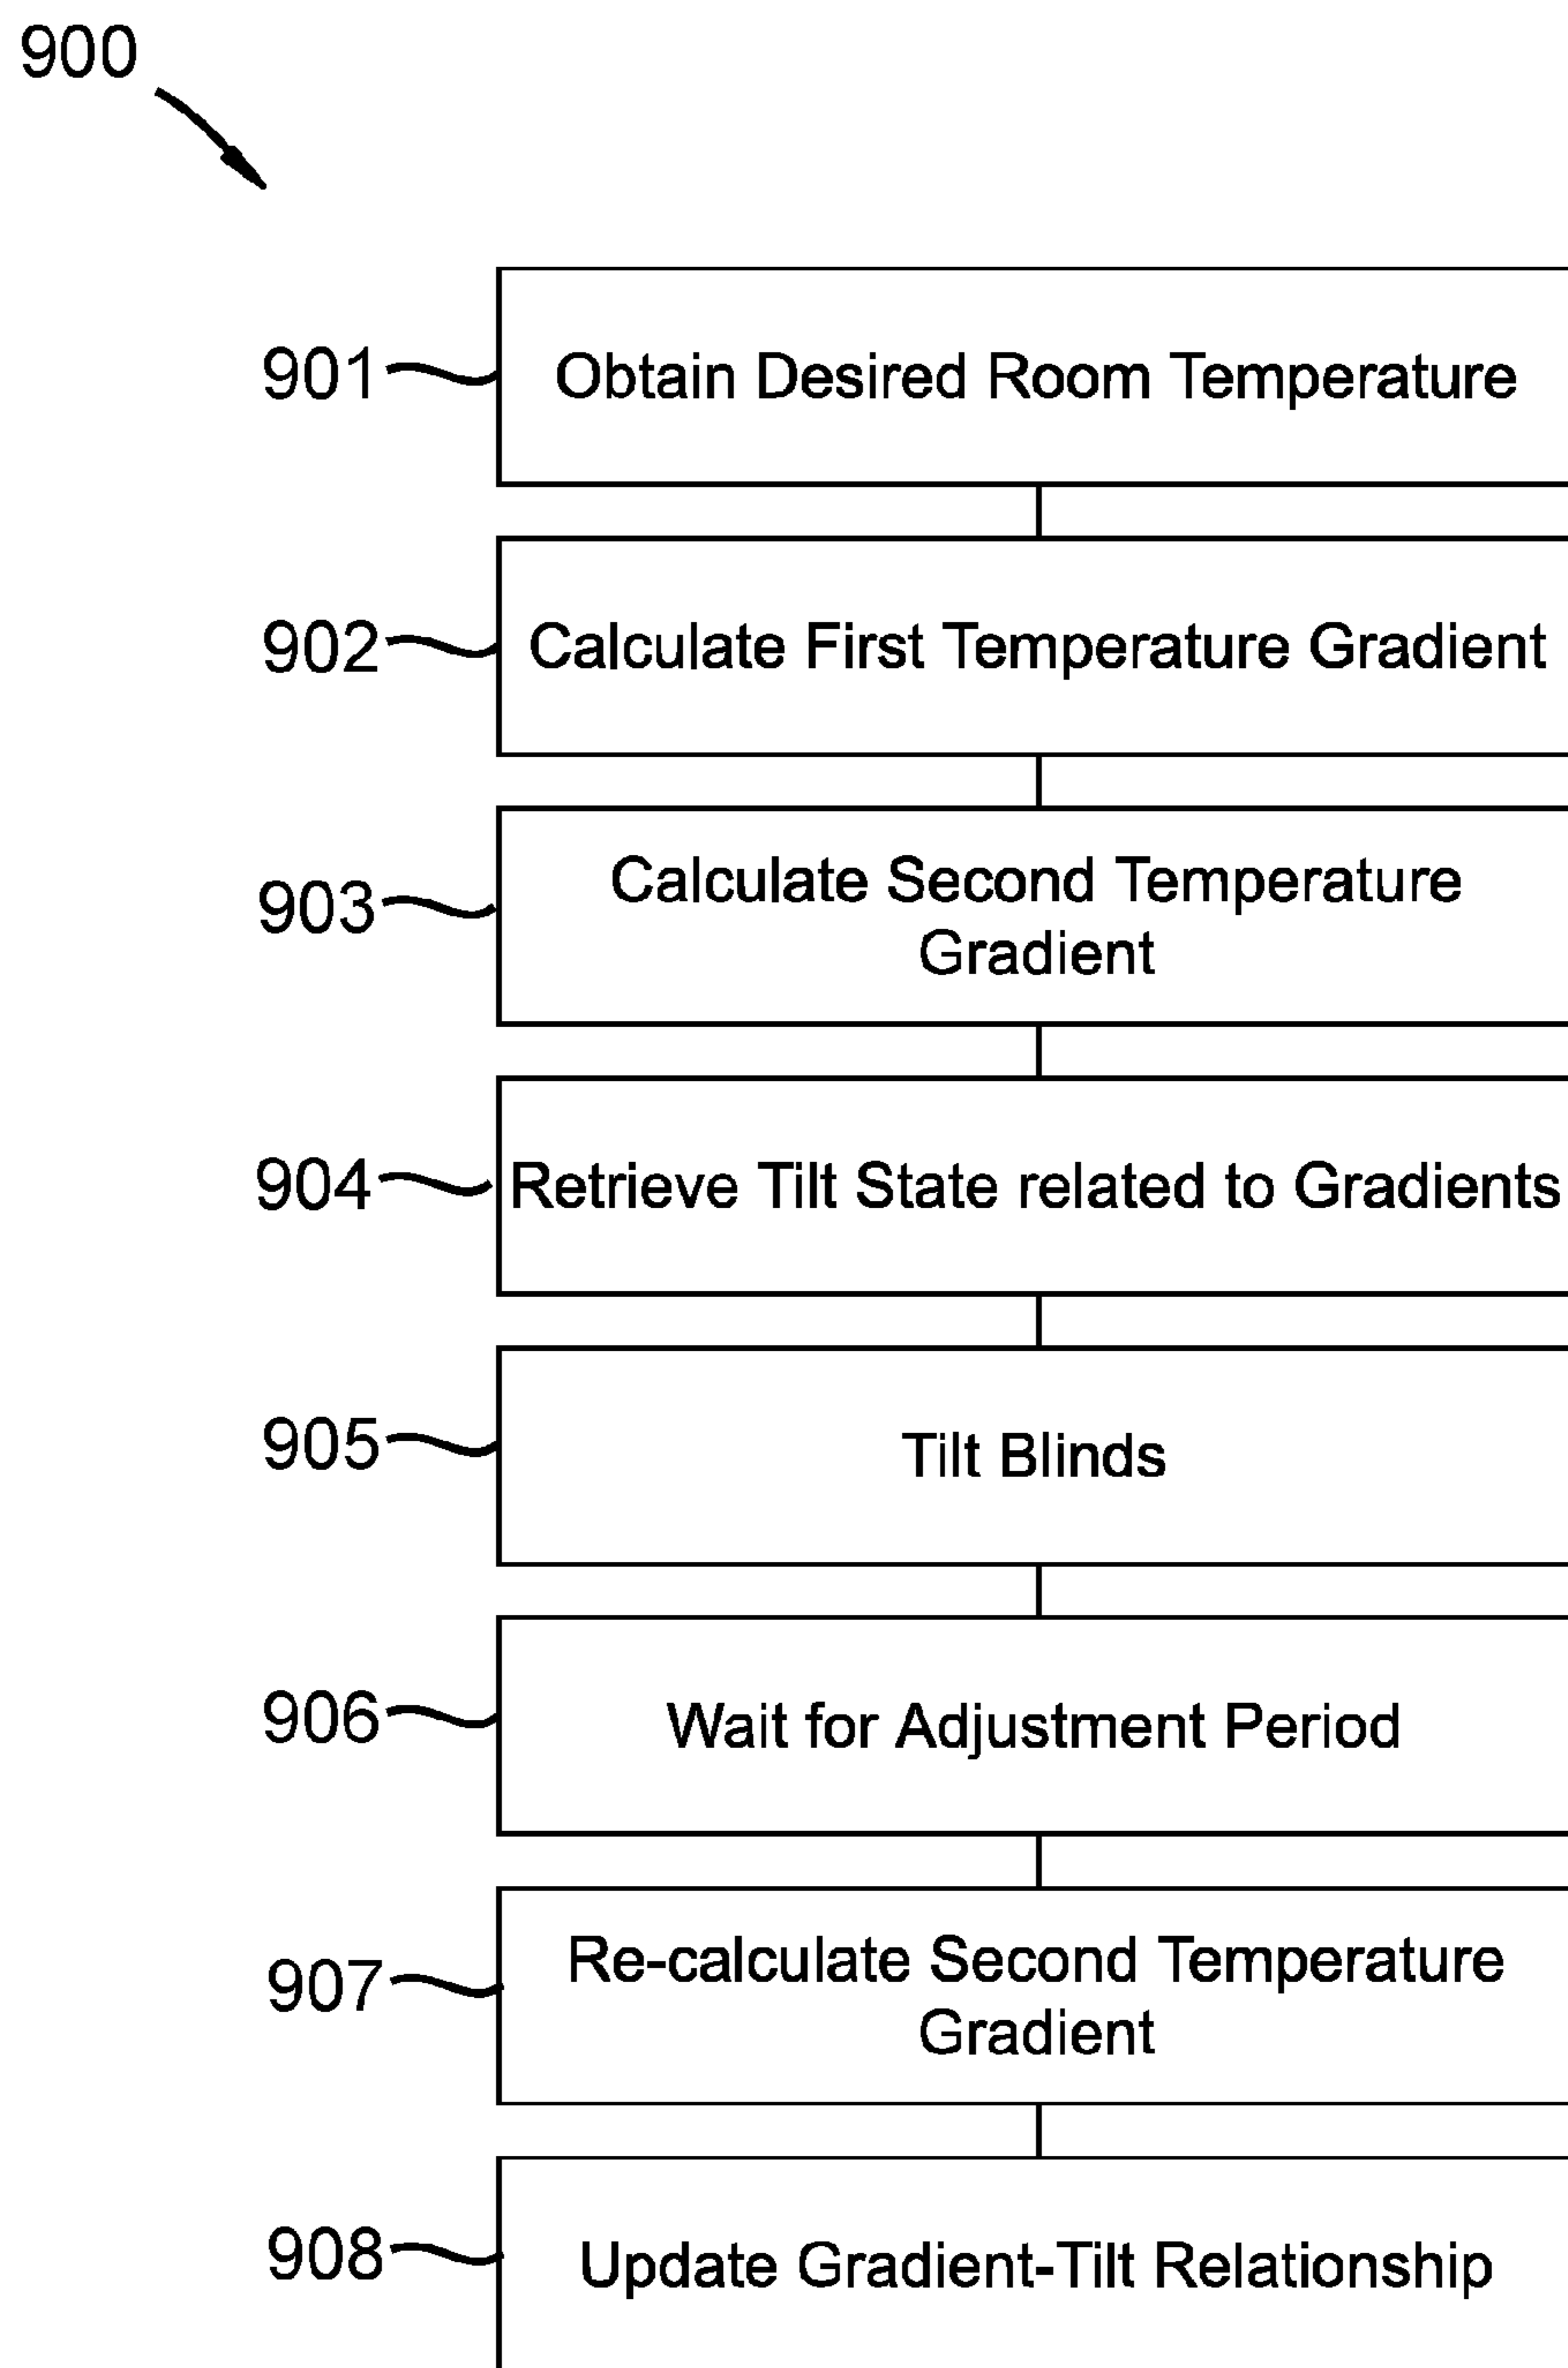 900
901 Obtain Desired Room Temperature
902 Calculate First Temperature Gradient
903 Calculate Second Temperature
Gradient
904 Retrieve Tilt State related to Gradients
905 Tilt Blinds
906 Wait for Adjustment Period
907 Re-calculate Second Temperature
Gradient
908 Update Gradient-Tilt Relationship